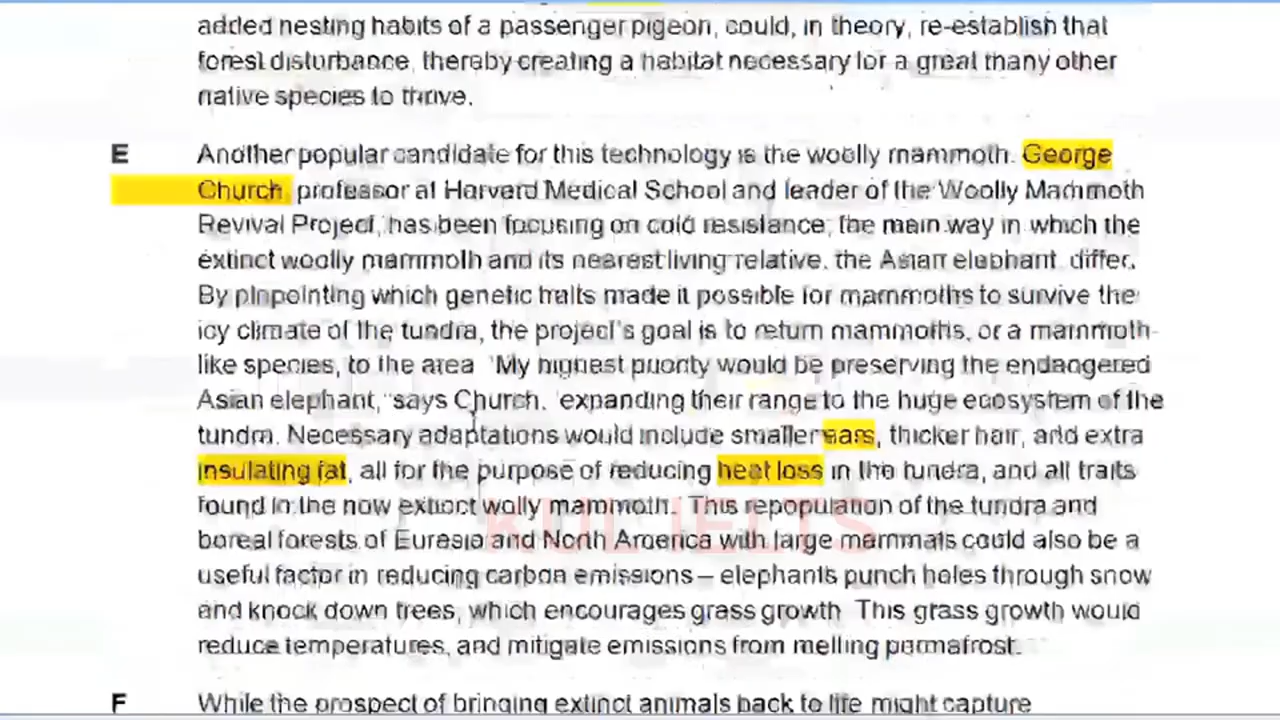 added nesting habits of a passenger pigeon, could, in theory, re-establish that
forest disturbance, thereby creating a habitat necessary for a great many other
native species to thrive.
E
Another popular candidate for this technology is the woolly mammoth. George
Church, professor at Harvard Medical School and leader of the Woolly Mammoth
Revival Project, has been focusing on cold resistance, the main way in which the
extinct woolly mammoth and its nearest living relative, the Asian elephant, differ.
By pinpointing which genetic traits made it possible for mammoths to survive the
icy climate of the tundra, the project's goal is to return mammoths, or a mammoth-
like species, to the area. 'My highest priority would be preserving the endangered
Asian elephant,' says Church, 'expanding their range to the huge ecosystem of the
tundra. Necessary adaptations would include smaller ears, thicker hair, and extra
insulating fat, all for the purpose of reducing heat loss in the tundra, and all traits
found in the now extinct wolly mammoth.' This repopulation of the tundra and
boreal forests of Eurasia and North America with large mammals could also be a
useful factor in reducing carbon emissions – elephants punch holes through snow
and knock down trees, which encourages grass growth. This grass growth would
reduce temperatures, and mitigate emissions from melting permafrost.
F
While the prospect of bringing extinct animals back to life might capture
KUL IELTS